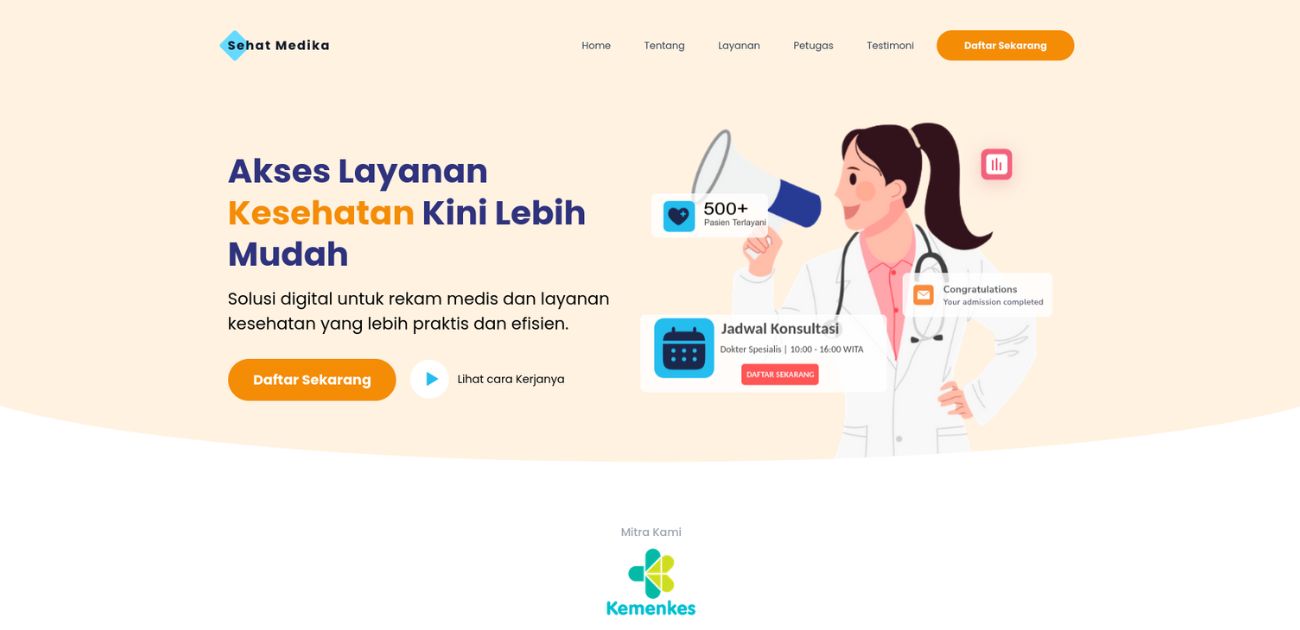 Sehat Medika
Home
Tentang
Layanan
Petugas
Testimoni
Daftar Sekarang
Akses Layanan
Kesehatan Kini Lebih
Mudah
Solusi digital untuk rekam medis dan layanan
kesehatan yang lebih praktis dan efisien.
Daftar Sekarang
Lihat cara Kerjanya
500+
Pasien Terlayani
Congratulations
Your admission completed
Jadwal Konsultasi
Dokter Spesialis | 10:00 - 16:00 WITA
DAFTAR SEKARANG
Mitra Kami
Kemenkes